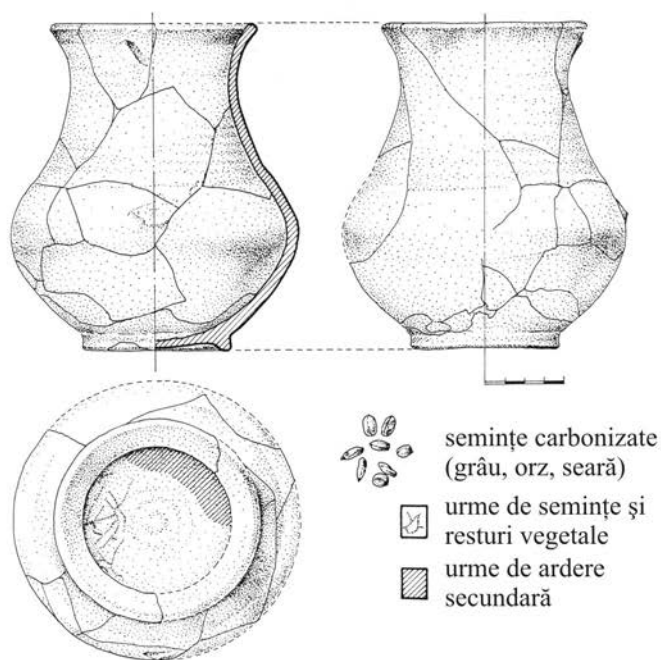 semințe carbonizate
(grâu, orz, seară)
urme de semințe și
resturi vegetale
urme de ardere
secundară